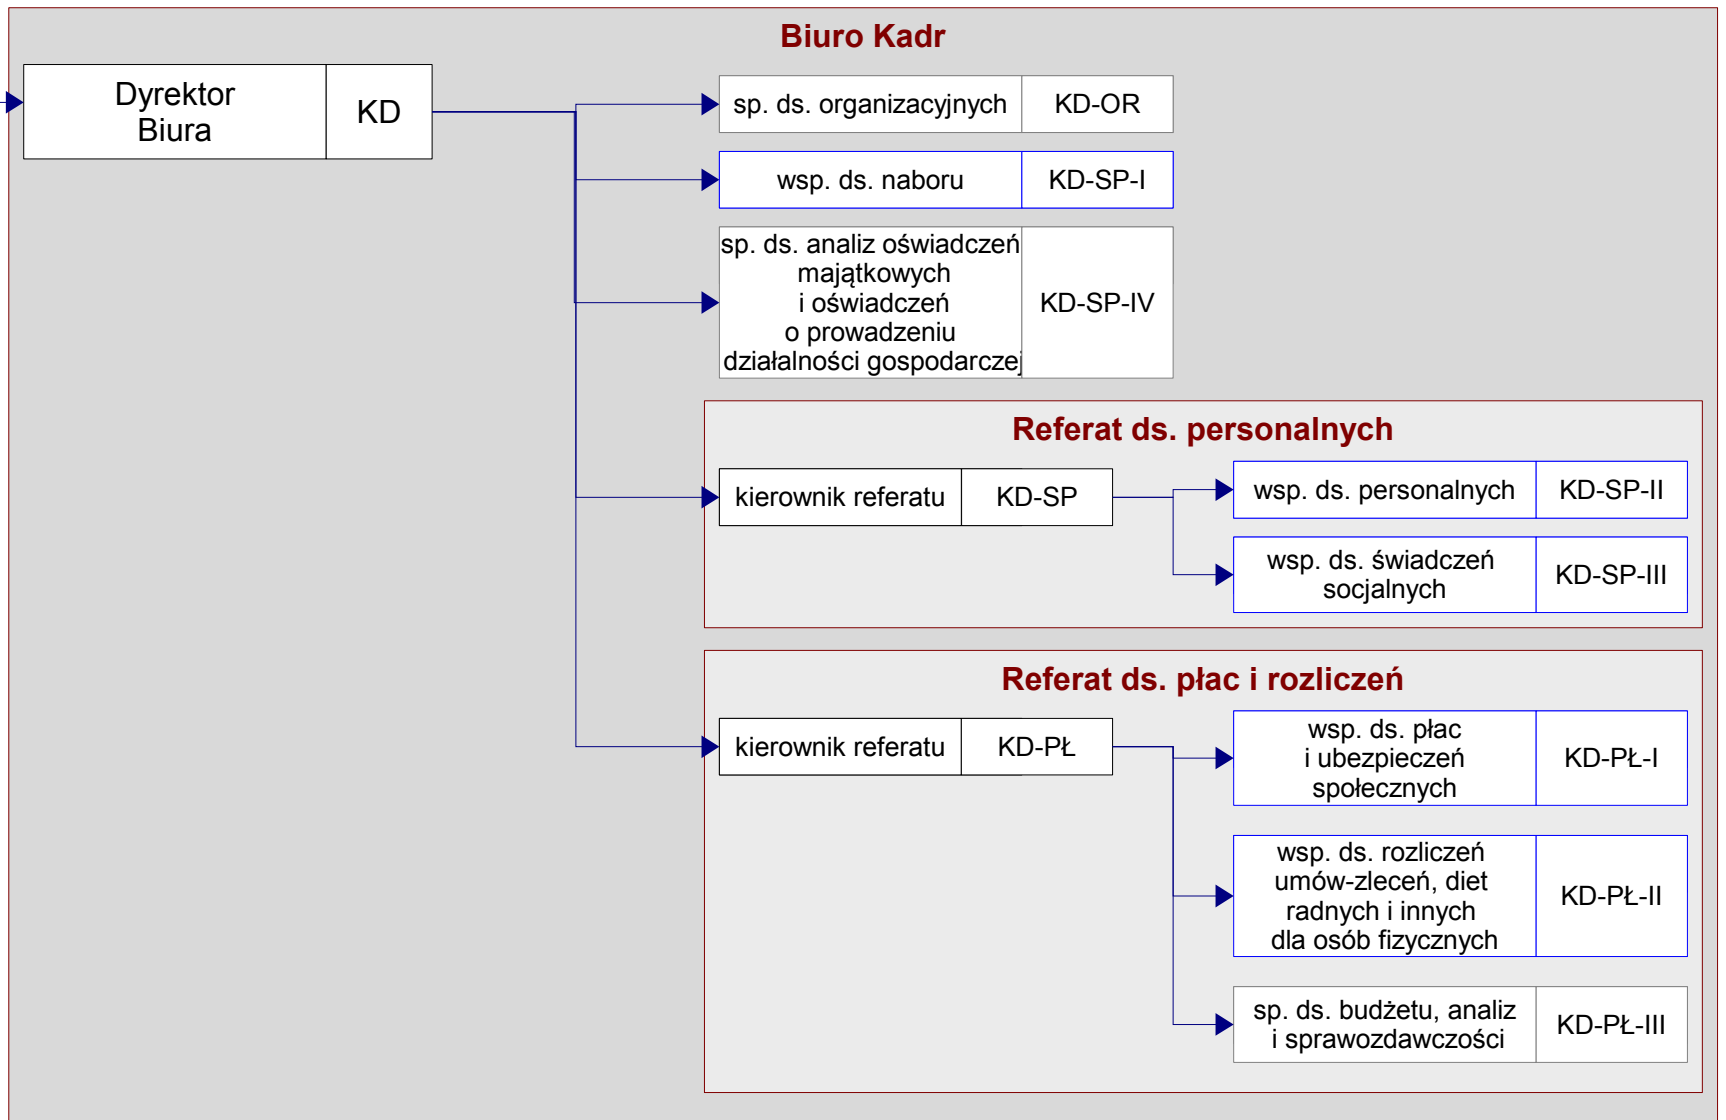 Biuro Kadr
Dyrektor
Biura
KD
sp. ds. organizacyjnych
KD-OR
wsp. ds. naboru
KD-SP-I
sp. ds. analiz oświadczeń
majątkowych
i oświadczeń
o prowadzeniu
działalności gospodarczej
KD-SP-IV
Referat ds. personalnych
kierownik referatu
KD-SP
wsp. ds. personalnych
KD-SP-II
wsp. ds. świadczeń
socjalnych
KD-SP-III
Referat ds. płac i rozliczeń
kierownik referatu
KD-PŁ
wsp. ds. płac
i ubezpieczeń
społecznych
KD-PŁ-I
wsp. ds. rozliczeń
umów-zleceń, diet
radnych i innych
dla osób fizycznych
KD-PŁ-II
sp. ds. budżetu, analiz
i sprawozdawczości
KD-PŁ-III